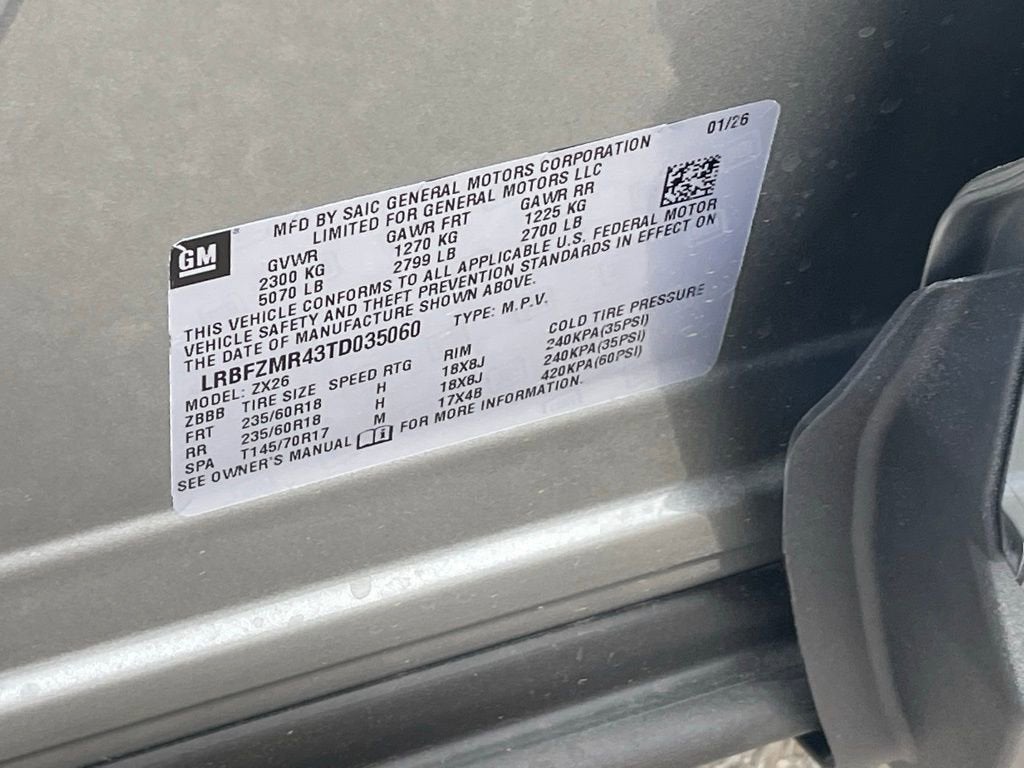 01/26
MFD BY SAIC GENERAL MOTORS CORPORATION
LIMITED FOR GENERAL MOTORS LLC
GM
GVWR GAWR FRT GAWR RR
2300 KG 1270 KG 1225 KG
5070 LB 2799 LB 2700 LB
THIS VEHICLE CONFORMS TO ALL APPLICABLE U.S. FEDERAL MOTOR
VEHICLE SAFETY AND THEFT PREVENTION STANDARDS IN EFFECT ON
THE DATE OF MANUFACTURE SHOWN ABOVE.
LRBFZMR43TD035060 TYPE: M.P.V.
MODEL: ZX26
ZBBB TIRE SIZE SPEED RTG RIM COLD TIRE PRESSURE
FRT 235/60R18 H 18X8J 240KPA(35PSI)
RR 235/60R18 H 18X8J 240KPA(35PSI)
SPA T145/70R17 M 17X4B 420KPA(60PSI)
SEE OWNER'S MANUAL FOR MORE INFORMATION.